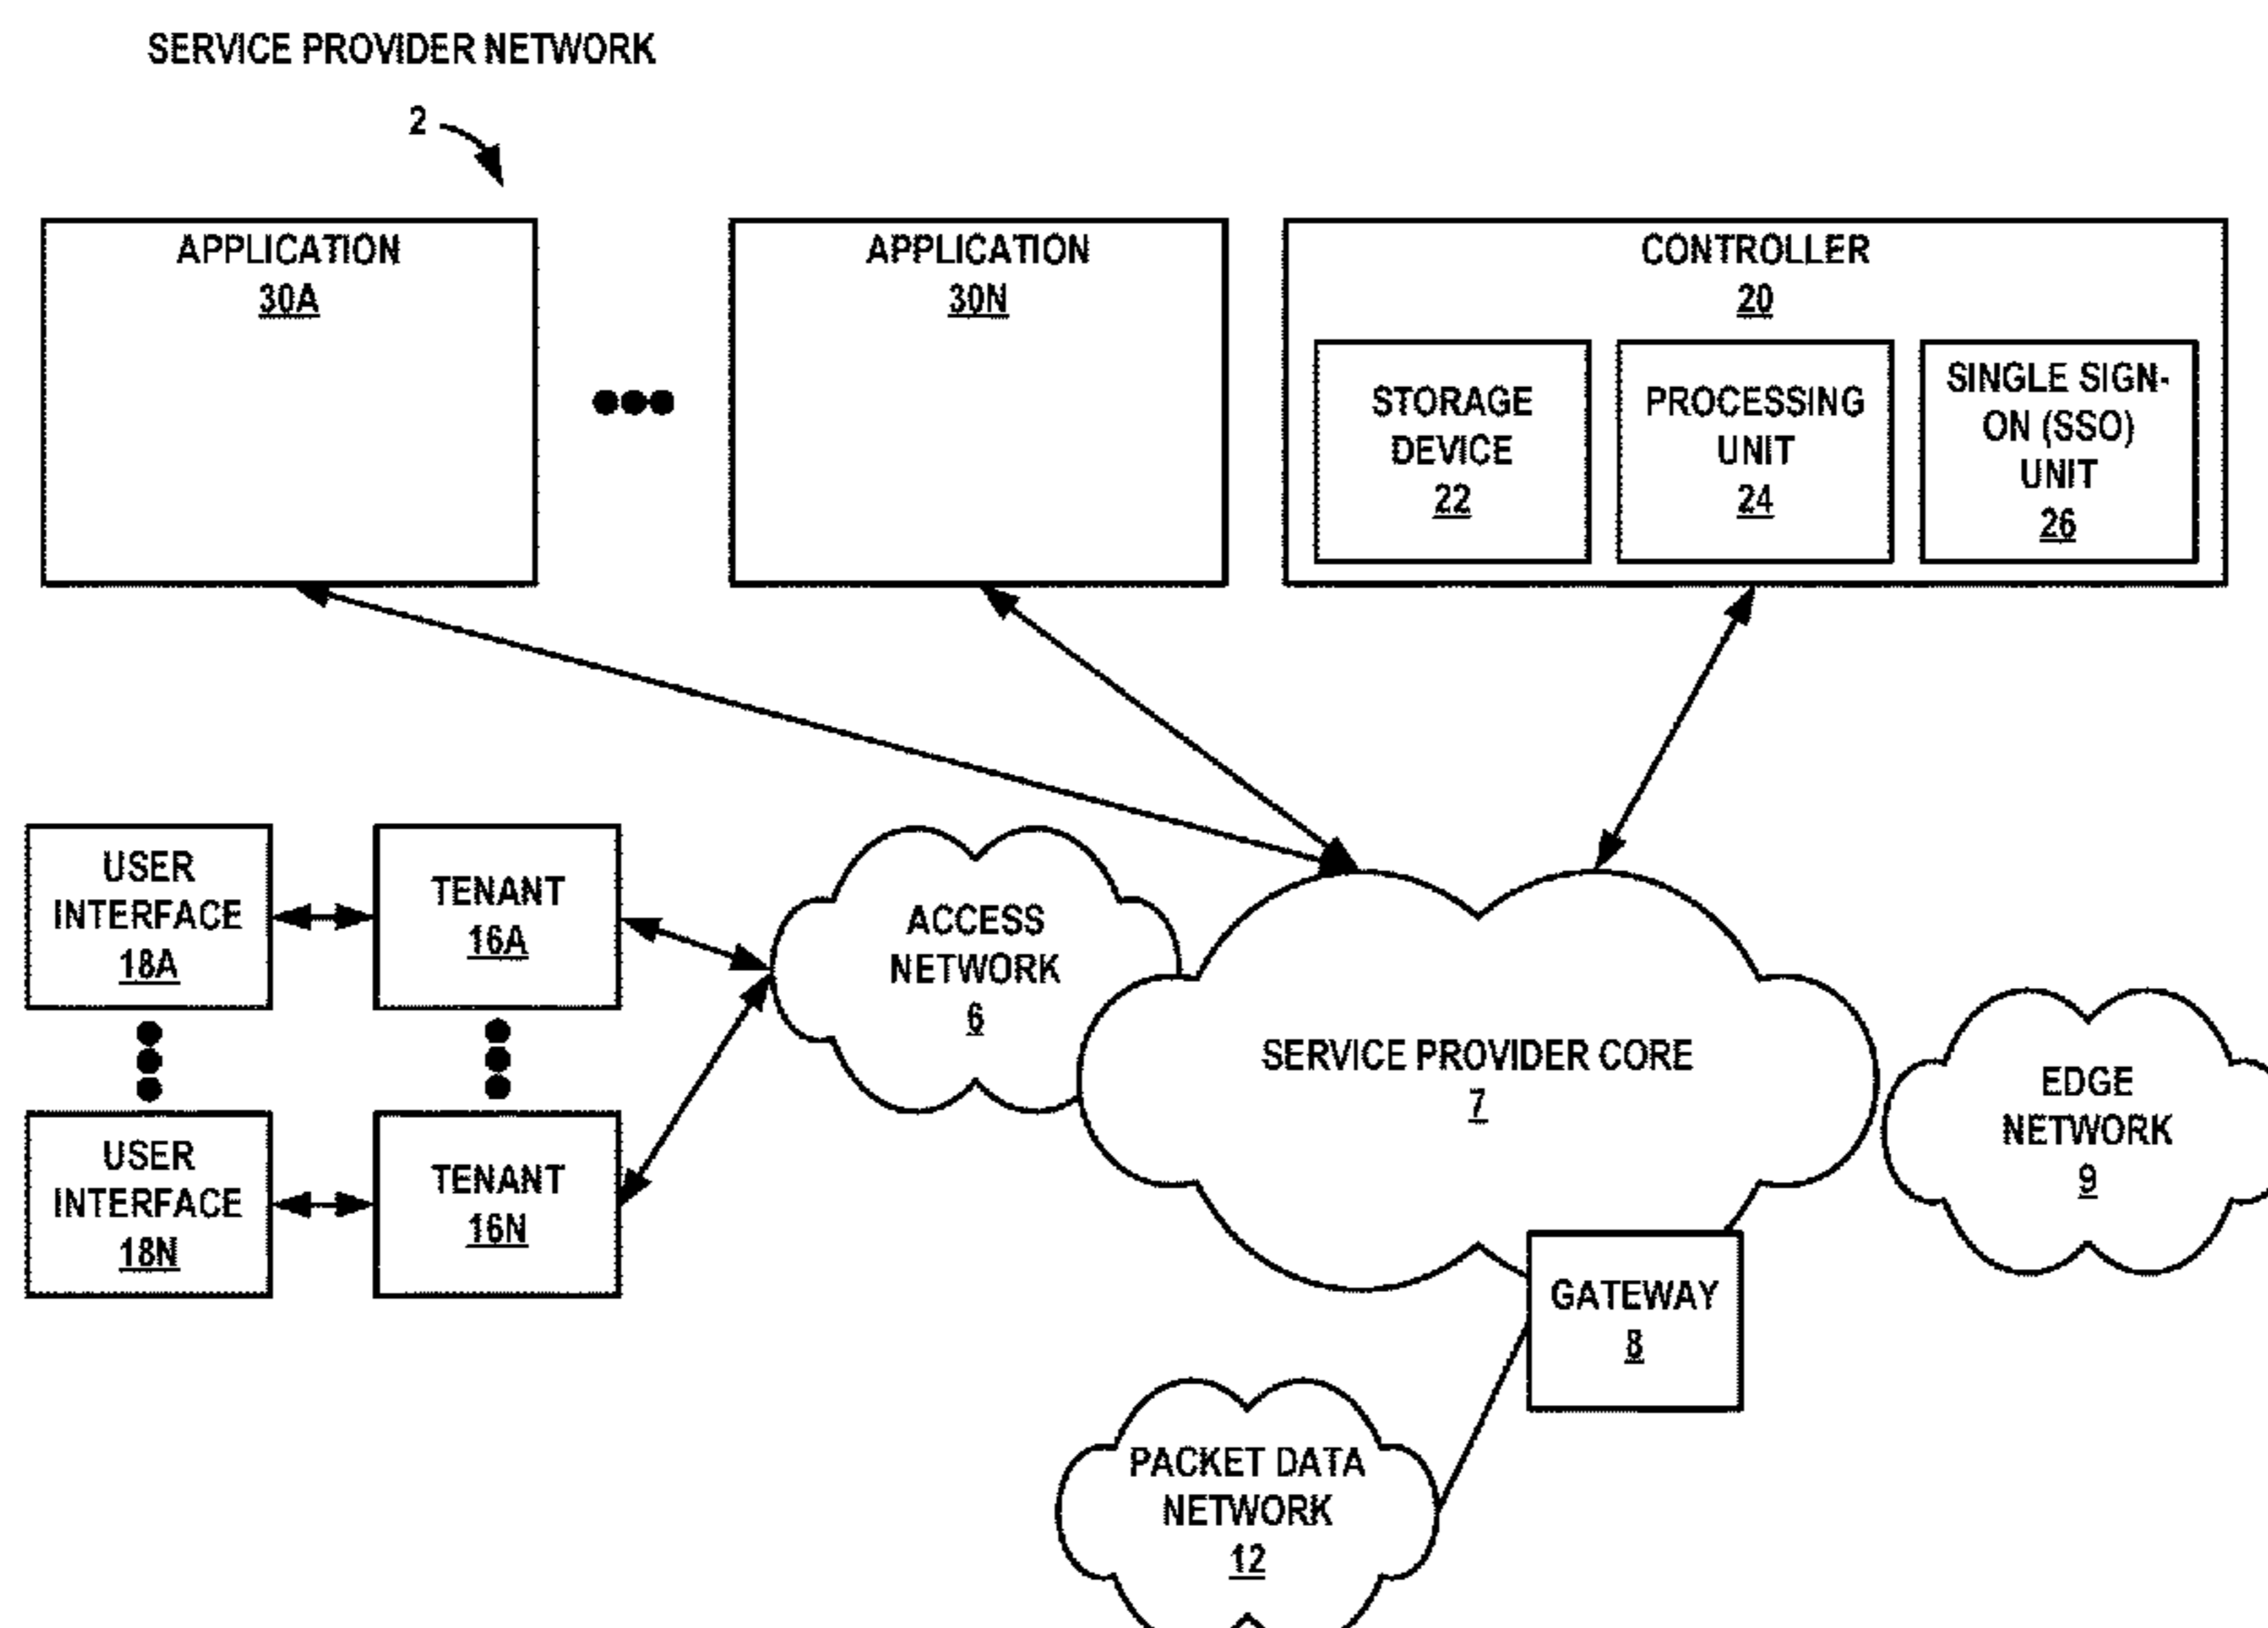 SERVICE PROVIDER NETWORK
2
APPLICATION
30A
APPLICATION
30N
CONTROLLER
20
STORAGE
DEVICE
22
PROCESSING
UNIT
24
SINGLE SIGN-
ON (SSO)
UNIT
26
USER
INTERFACE
18A
TENANT
16A
ACCESS
NETWORK
6
SERVICE PROVIDER CORE
7
EDGE
NETWORK
9
USER
INTERFACE
18N
TENANT
16N
GATEWAY
8
PACKET DATA
NETWORK
12